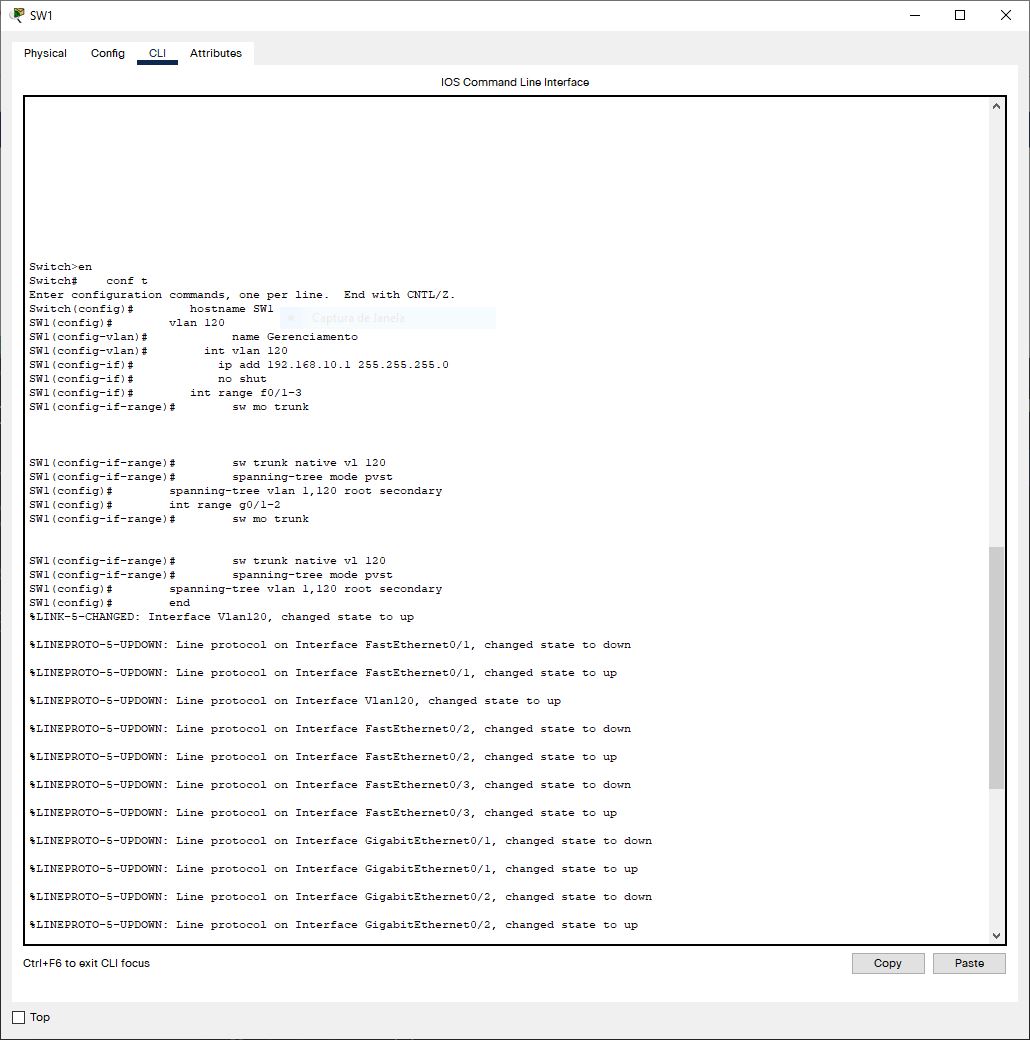 SW1
Physical Config CLI Attributes
IOS Command Line Interface
Switch>en
Switch#    conf t
Enter configuration commands, one per line.  End with CNTL/Z.
Switch(config)#        hostname SW1
Captura de Janela
SW1(config)#        vlan 120
SW1(config-vlan)#            name Gerenciamento
SW1(config-vlan)#        int vlan 120
SW1(config-if)#            ip add 192.168.10.1 255.255.255.0
SW1(config-if)#            no shut
SW1(config-if)#        int range f0/1-3
SW1(config-if-range)#        sw mo trunk
SW1(config-if-range)#        sw trunk native vl 120
SW1(config-if-range)#        spanning-tree mode pvst
SW1(config)#        spanning-tree vlan 1,120 root secondary
SW1(config)#        int range g0/1-2
SW1(config-if-range)#        sw mo trunk
SW1(config-if-range)#        sw trunk native vl 120
SW1(config-if-range)#        spanning-tree mode pvst
SW1(config)#        spanning-tree vlan 1,120 root secondary
SW1(config)#        end
%LINK-5-CHANGED: Interface Vlan120, changed state to up
%LINEPROTO-5-UPDOWN: Line protocol on Interface FastEthernet0/1, changed state to down
%LINEPROTO-5-UPDOWN: Line protocol on Interface FastEthernet0/1, changed state to up
%LINEPROTO-5-UPDOWN: Line protocol on Interface Vlan120, changed state to up
%LINEPROTO-5-UPDOWN: Line protocol on Interface FastEthernet0/2, changed state to down
%LINEPROTO-5-UPDOWN: Line protocol on Interface FastEthernet0/2, changed state to up
%LINEPROTO-5-UPDOWN: Line protocol on Interface FastEthernet0/3, changed state to down
%LINEPROTO-5-UPDOWN: Line protocol on Interface FastEthernet0/3, changed state to up
%LINEPROTO-5-UPDOWN: Line protocol on Interface GigabitEthernet0/1, changed state to down
%LINEPROTO-5-UPDOWN: Line protocol on Interface GigabitEthernet0/1, changed state to up
%LINEPROTO-5-UPDOWN: Line protocol on Interface GigabitEthernet0/2, changed state to down
%LINEPROTO-5-UPDOWN: Line protocol on Interface GigabitEthernet0/2, changed state to up
Ctrl+F6 to exit CLI focus
Copy Paste
Top